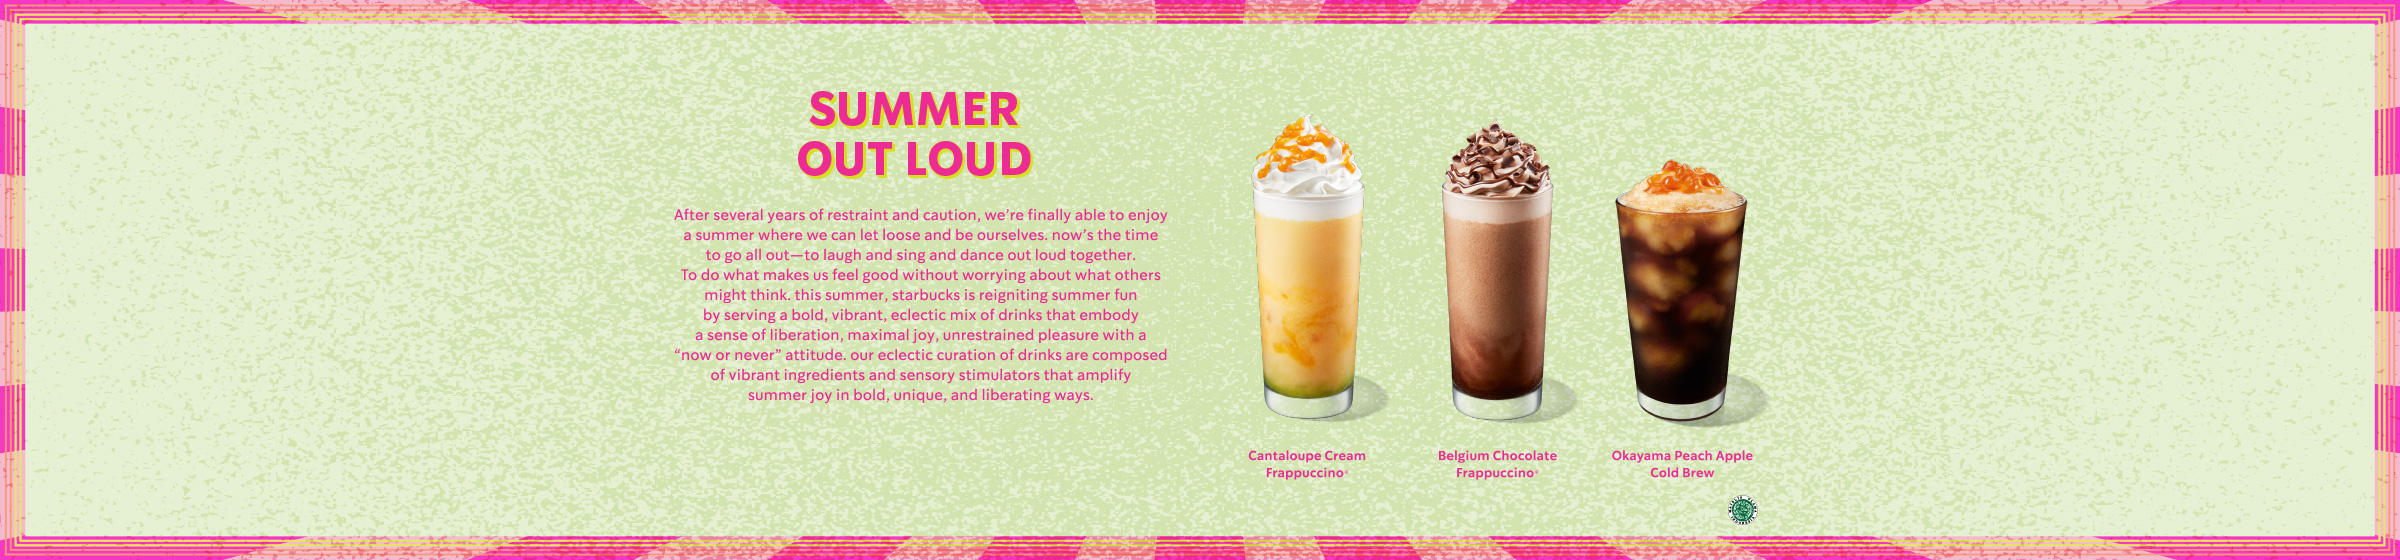 SUMMER
OUT LOUD
After several years of restraint and caution, we're finally able to enjoy
a summer where we can let loose and be ourselves. now's the time
to go all out—to laugh and sing and dance out loud together.
To do what makes us feel good without worrying about what others
might think. this summer, starbucks is reigniting summer fun
by serving a bold, vibrant, eclectic mix of drinks that embody
a sense of liberation, maximal joy, unrestrained pleasure with a
“now or never” attitude. our eclectic curation of drinks are composed
of vibrant ingredients and sensory stimulators that amplify
summer joy in bold, unique, and liberating ways.
Cantaloupe Cream
Frappuccino®
Belgium Chocolate
Frappuccino®
Okayama Peach Apple
Cold Brew